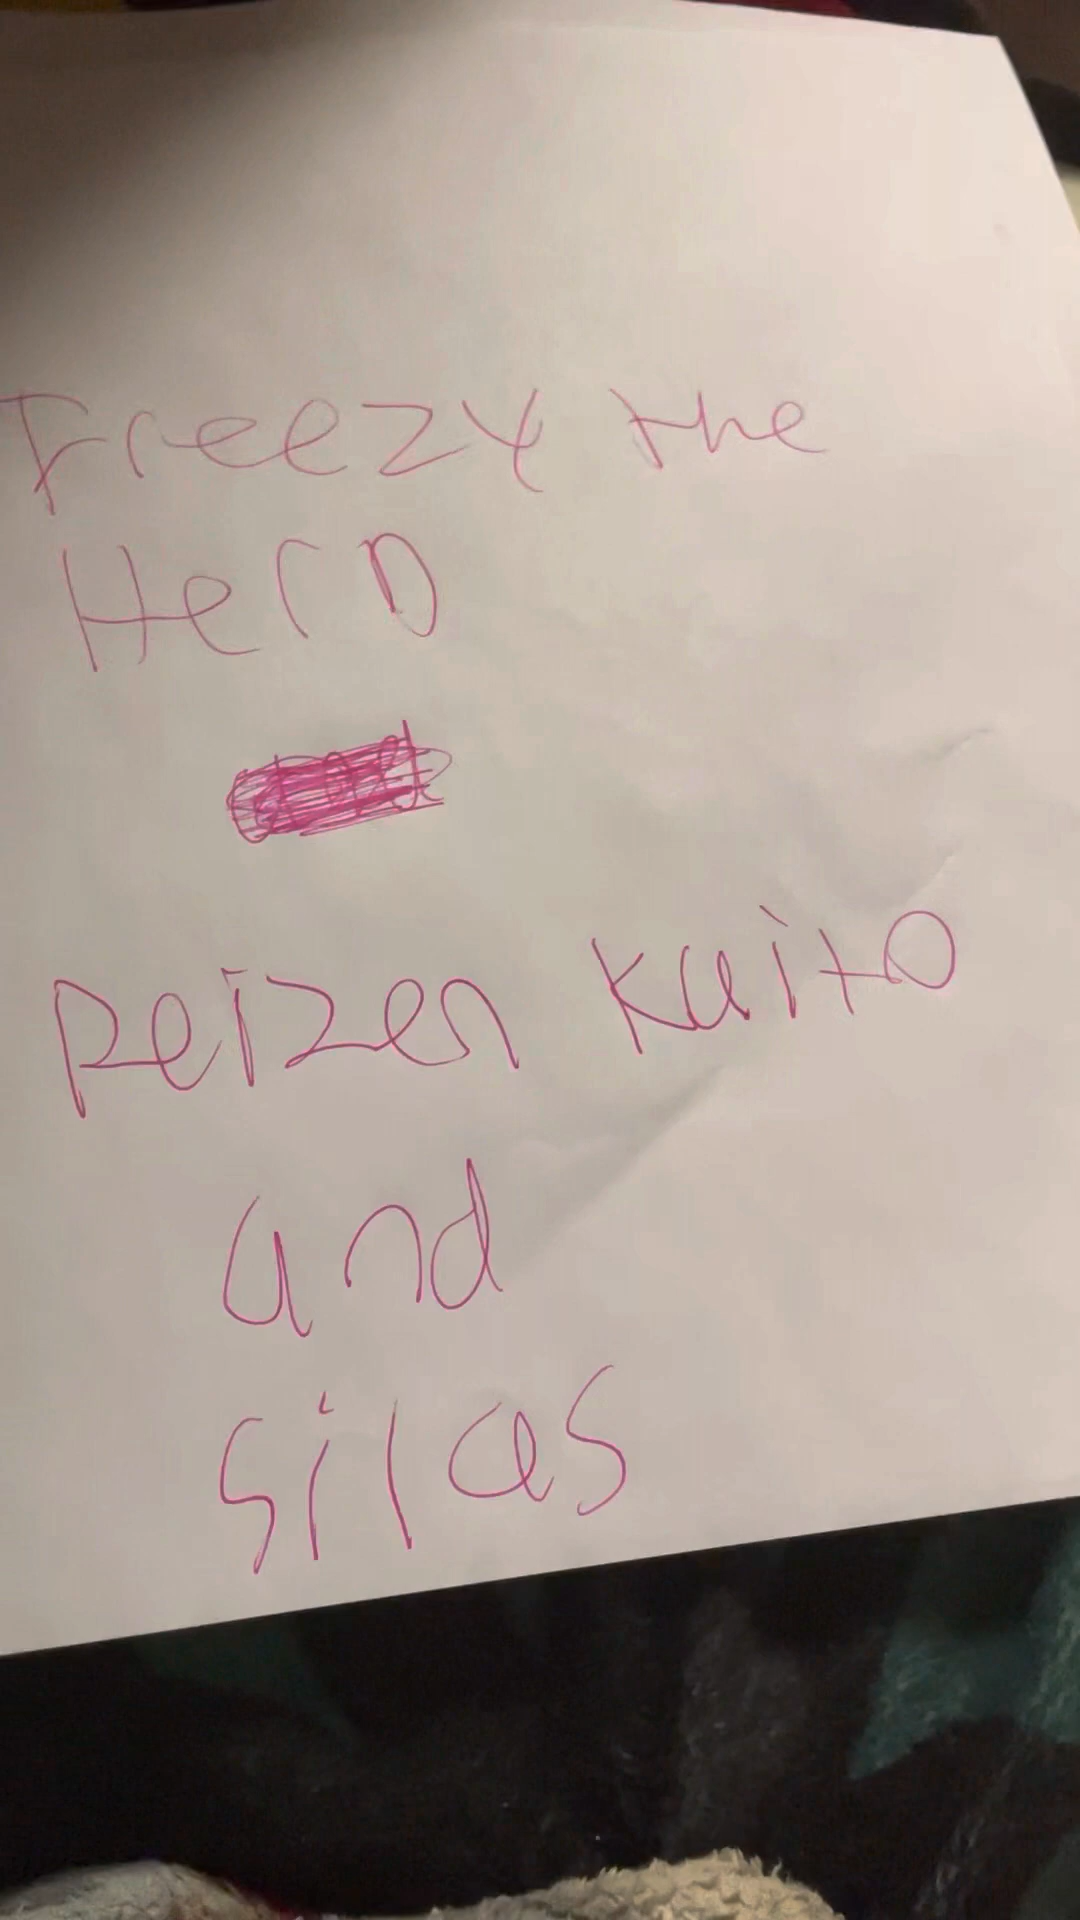 Freezy the
Hero
Reizen Kaito
and
Silas